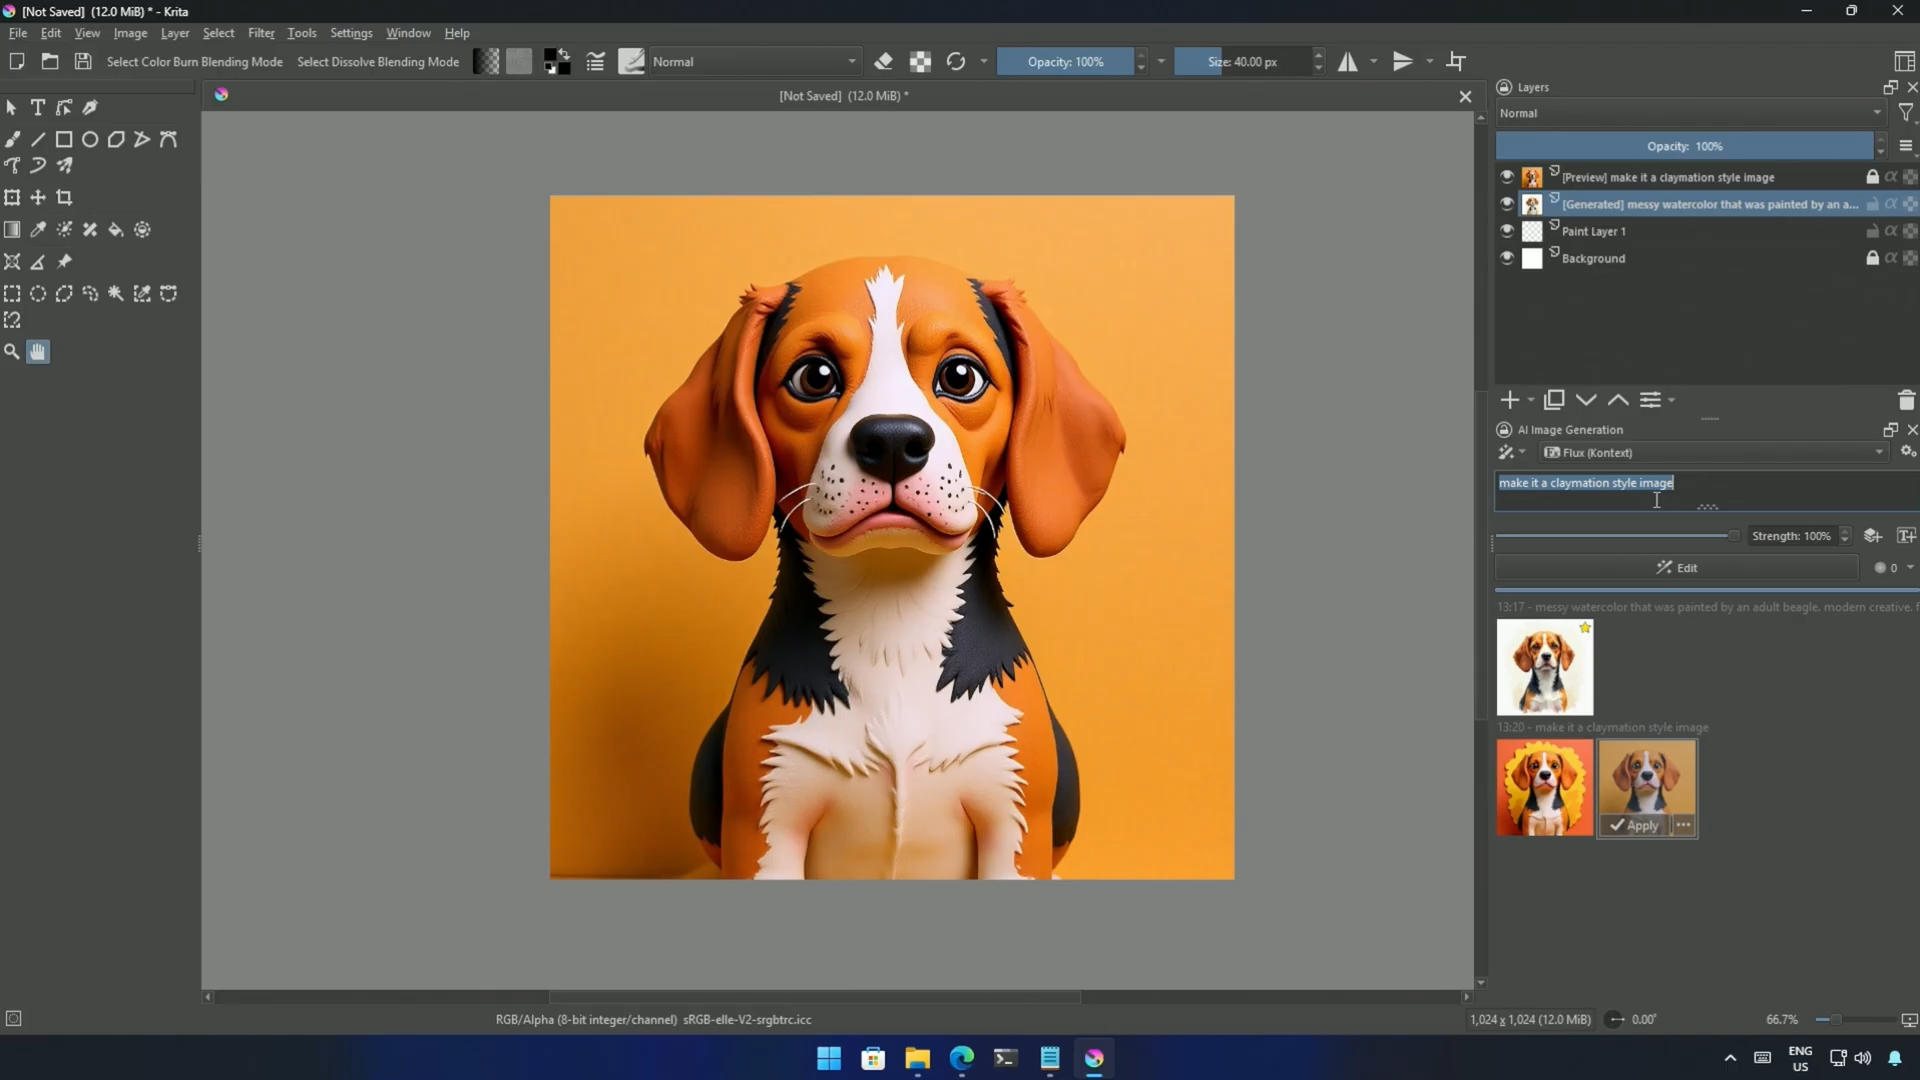 [Not Saved] (12.0 MiB) * - Krita
File Edit View Image Layer Select Filter Tools Settings Window Help
Select Color Burn Blending Mode Select Dissolve Blending Mode Normal Opacity: 100% Size: 40.00 px
[Not Saved] (12.0 MiB) *
Layers
Normal
Opacity: 100%
[Preview] make it a claymation style image
[Generated] messy watercolor that was painted by an a...
Paint Layer 1
Background
AI Image Generation
Flux (Kontext)
make it a claymation style image
Strength: 100%
Edit 0
13:17 - messy watercolor that was painted by an adult beagle. modern creative. f
13:20 - make it a claymation style image
Apply
RGB/Alpha (8-bit integer/channel) sRGB-elle-V2-srgbtrc.icc 1,024 x 1,024 (12.0 MiB) 0.00° 66.7%
ENG
US